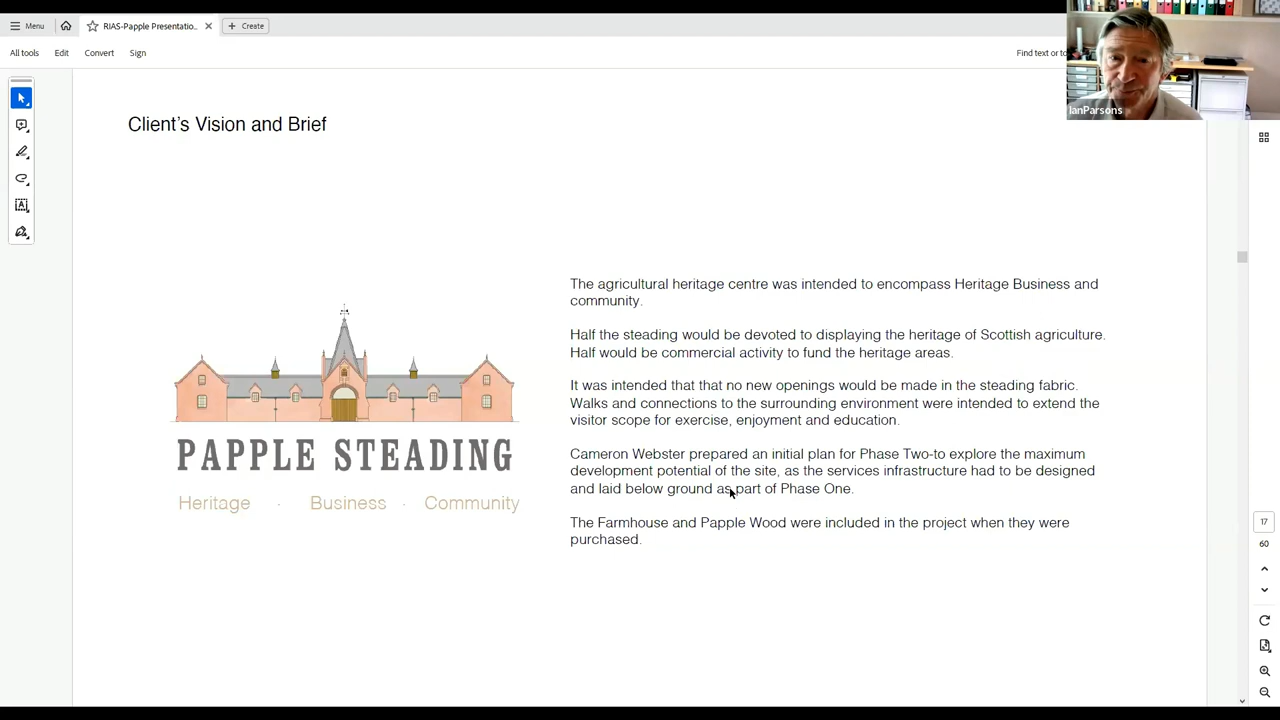 Menu
RIAS-Papple Presentatio..
Create
All tools
Edit
Convert
Sign
Find text or
IanParsons
Client's Vision and Brief
The agricultural heritage centre was intended to encompass Heritage Business and
community.
Half the steading would be devoted to displaying the heritage of Scottish agriculture.
Half would be commercial activity to fund the heritage areas.
It was intended that that no new openings would be made in the steading fabric.
Walks and connections to the surrounding environment were intended to extend the
visitor scope for exercise, enjoyment and education.
Cameron Webster prepared an initial plan for Phase Two-to explore the maximum
development potential of the site, as the services infrastructure had to be designed
and laid below ground as part of Phase One.
The Farmhouse and Papple Wood were included in the project when they were
purchased.
PAPPLE STEADING
Heritage · Business · Community
17
60